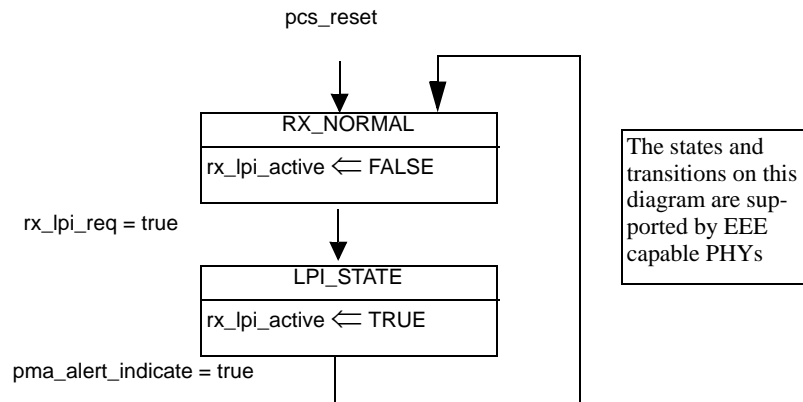 pcs_reset
RX_NORMAL
rx_lpi_active ⇐ FALSE
rx_lpi_req = true
LPI_STATE
rx_lpi_active ⇐ TRUE
pma_alert_indicate = true
The states and
transitions on this
diagram are sup-
ported by EEE
capable PHYs